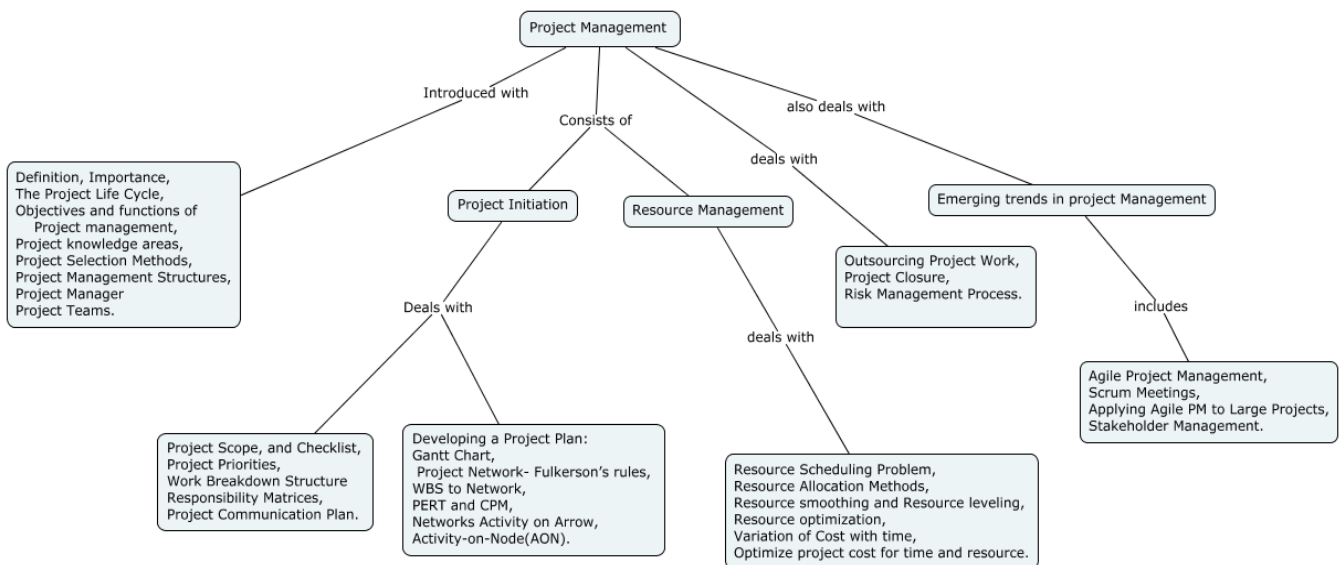 Project Management
Introduced with
also deals with
Consists of
deals with
Definition, Importance,
The Project Life Cycle,
Objectives and functions of
Project management,
Project knowledge areas,
Project Selection Methods,
Project Management Structures,
Project Manager
Project Teams.
Project Initiation
Resource Management
Emerging trends in project Management
Outsourcing Project Work,
Project Closure,
Risk Management Process.
Deals with
deals with
includes
Project Scope, and Checklist,
Project Priorities,
Work Breakdown Structure
Responsibility Matrices,
Project Communication Plan.
Developing a Project Plan:
Gantt Chart,
Project Network- Fulkerson’s rules,
WBS to Network,
PERT and CPM,
Networks Activity on Arrow,
Activity-on-Node(AON).
Resource Scheduling Problem,
Resource Allocation Methods,
Resource smoothing and Resource leveling,
Resource optimization,
Variation of Cost with time,
Optimize project cost for time and resource.
Agile Project Management,
Scrum Meetings,
Applying Agile PM to Large Projects,
Stakeholder Management.